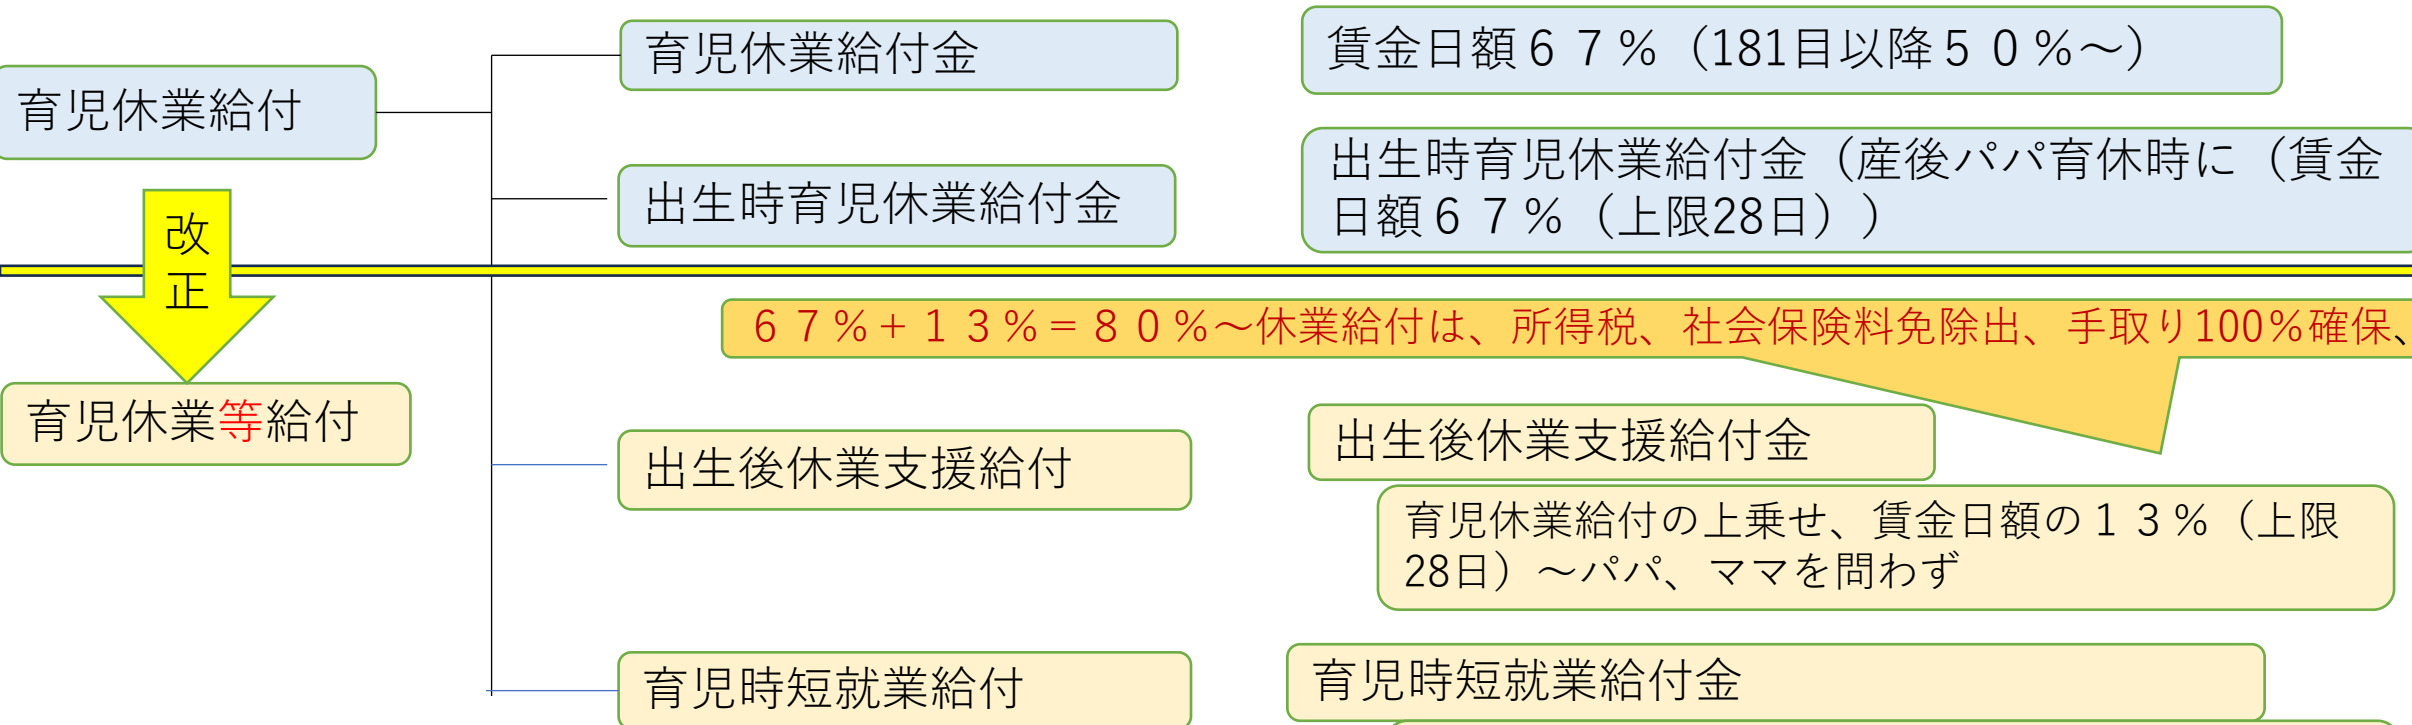 育児休業給付金
賃金日額６７％（181目以降５０％～）
育児休業給付
出生時育児休業給付金
出生時育児休業給付金（産後パパ育休時に（賃金
日額６７％（上限28日））
改
正
６７％+１３％=８０％～休業給付は、所得税、社会保険料免除出、手取り100％確保、
育児休業等給付
出生後休業支援給付
出生後休業支援給付金
育児休業給付の上乗せ、賃金日額の１３％（上限
28日）～パパ、ママを問わず
育児時短就業給付
育児時短就業給付金